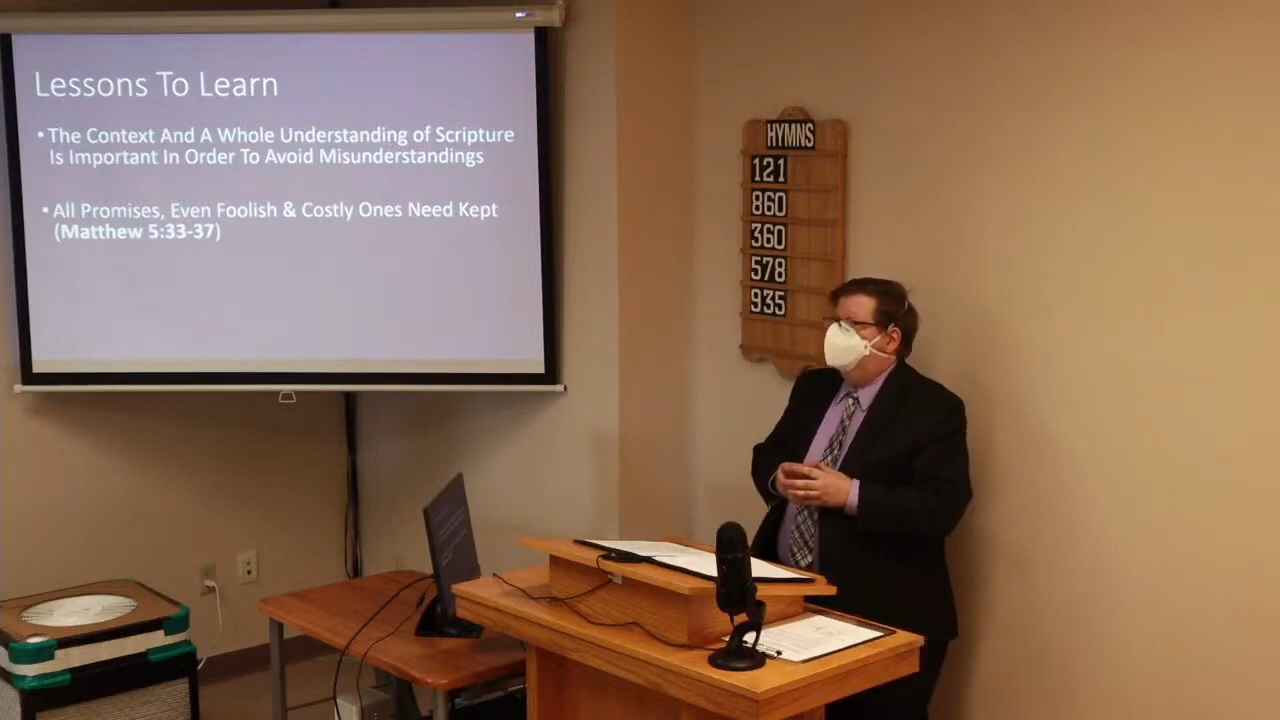 Lessons To Learn
• The Context And A Whole Understanding of Scripture
Is Important In Order To Avoid Misunderstandings
• All Promises, Even Foolish & Costly Ones Need Kept
(Matthew 5:33-37)
HYMNS
121
860
360
578
935